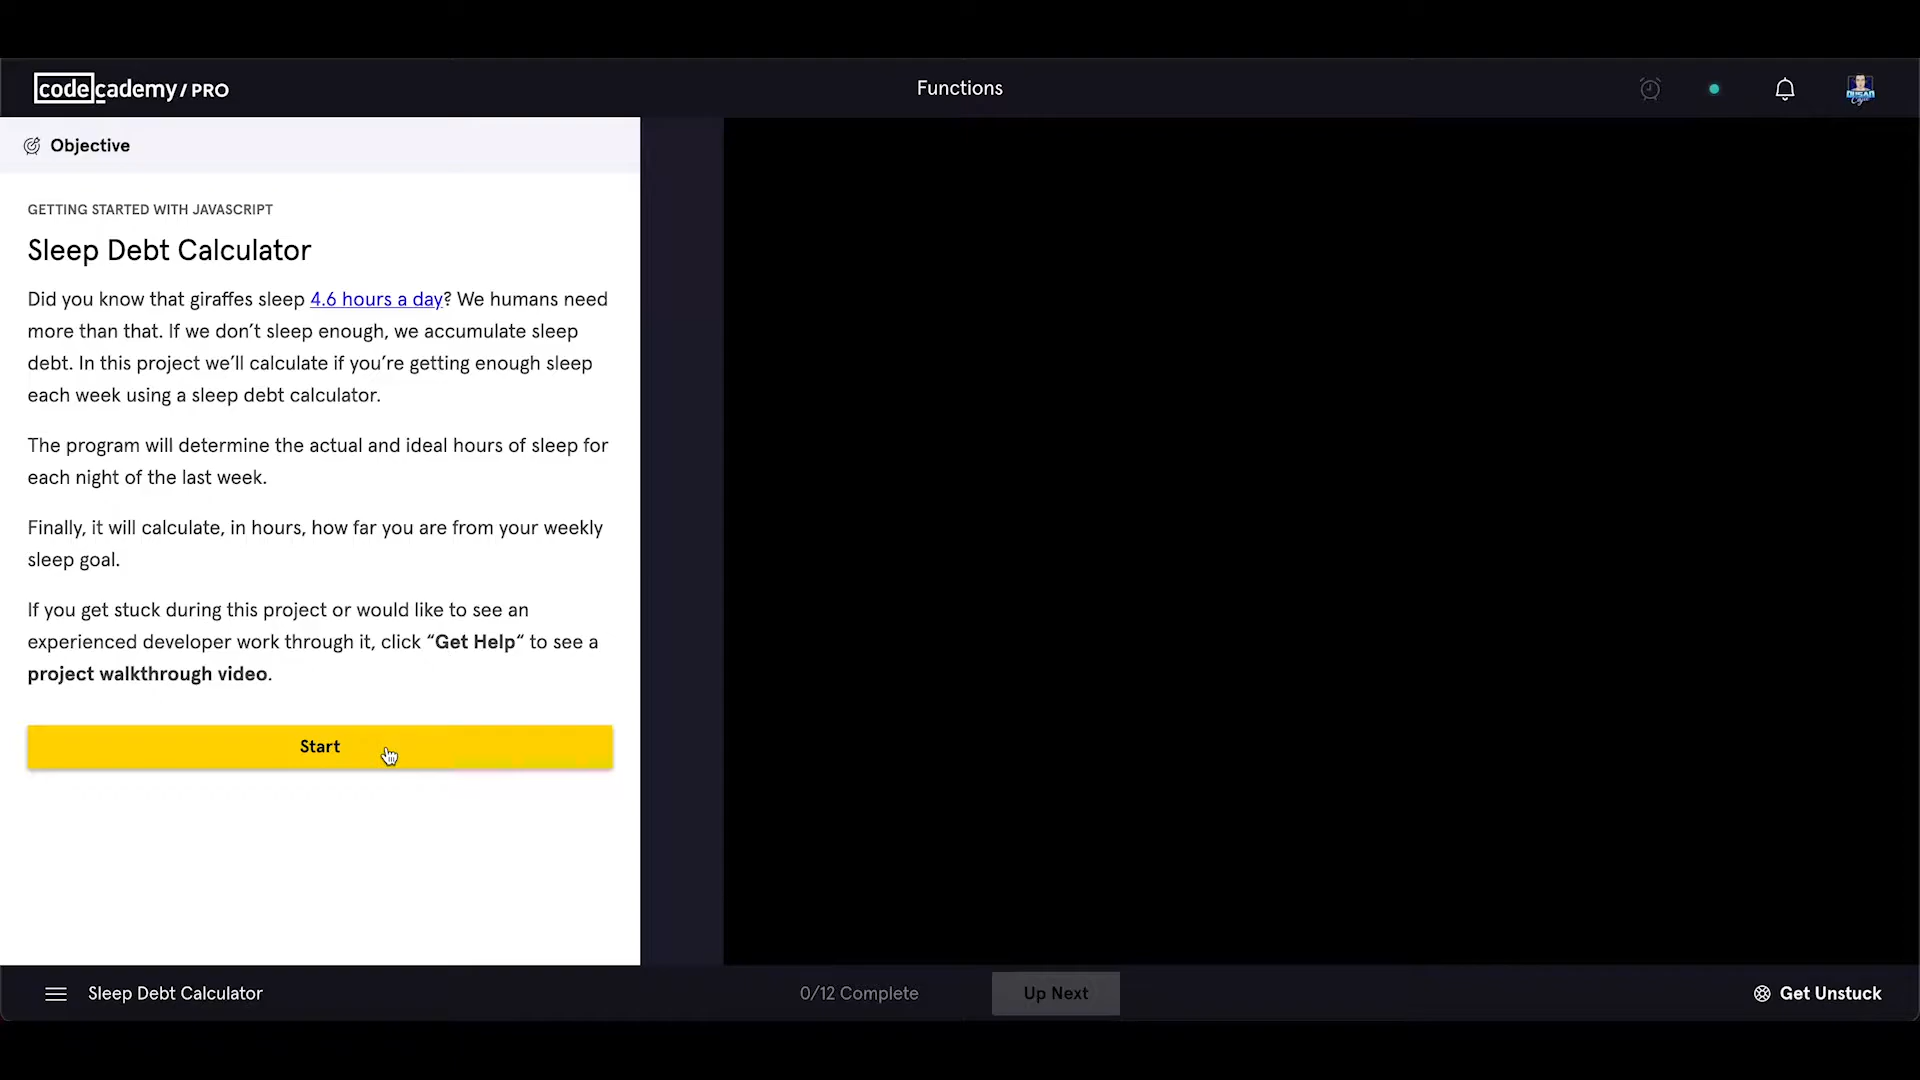 codecademy/PRO
Functions
Objective
GETTING STARTED WITH JAVASCRIPT
Sleep Debt Calculator
Did you know that giraffes sleep 4.6 hours a day? We humans need
more than that. If we don’t sleep enough, we accumulate sleep
debt. In this project we’ll calculate if you’re getting enough sleep
each week using a sleep debt calculator.
The program will determine the actual and ideal hours of sleep for
each night of the last week.
Finally, it will calculate, in hours, how far you are from your weekly
sleep goal.
If you get stuck during this project or would like to see an
experienced developer work through it, click “Get Help“ to see a
project walkthrough video.
Start
Sleep Debt Calculator
0/12 Complete
Up Next
Get Unstuck